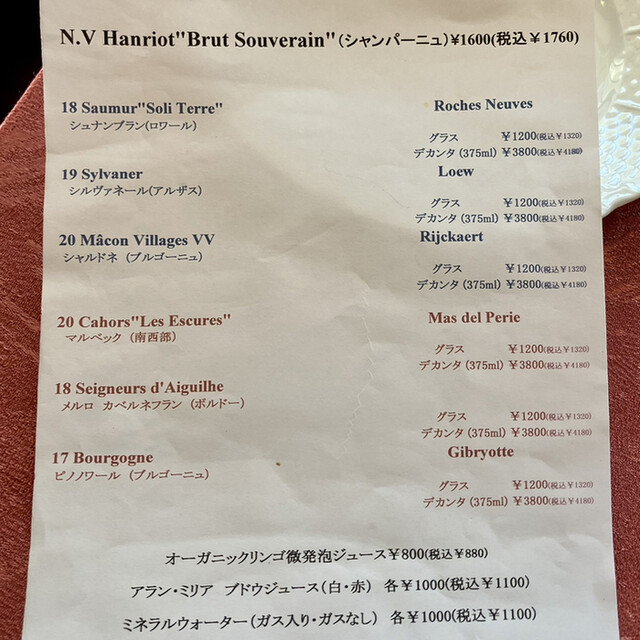 N.V Hanriot"Brut Souverain"(シャンパーニュ)¥1600(税込￥1760)
18 Saumur"Soli Terre"
Roches Neuves
シュナンブラン(ロワール)
グラス ￥1200(税込￥1320)
デカンタ(375ml) ￥3800(税込￥4180)
19 Sylvaner
Loew
シルヴァネール(アルザス)
グラス ￥1200(税込￥1320)
デカンタ(375ml) ￥3800(税込￥4180)
20 Mâcon Villages VV
Rijckaert
シャルドネ (ブルゴーニュ)
グラス ￥1200(税込￥1320)
デカンタ(375ml) ￥3800(税込￥4180)
20 Cahors"Les Escures"
Mas del Perie
マルベック (南西部)
グラス ￥1200(税込￥1320)
デカンタ(375ml) ￥3800(税込￥4180)
18 Seigneurs d'Aiguilhe
メルロ カベルネフラン (ボルドー)
グラス ￥1200(税込￥1320)
デカンタ(375ml) ￥3800(税込￥4180)
17 Bourgogne
Gibryotte
ピノノワール (ブルゴーニュ)
グラス ￥1200(税込￥1320)
デカンタ(375ml) ￥3800(税込￥4180)
オーガニックリンゴ微発泡ジュース￥800(税込￥880)
アラン・ミリア ブドウジュース(白・赤) 各￥1000(税込￥1100)
ミネラルウォーター(ガス入り・ガスなし) 各￥1000(税込￥1100)